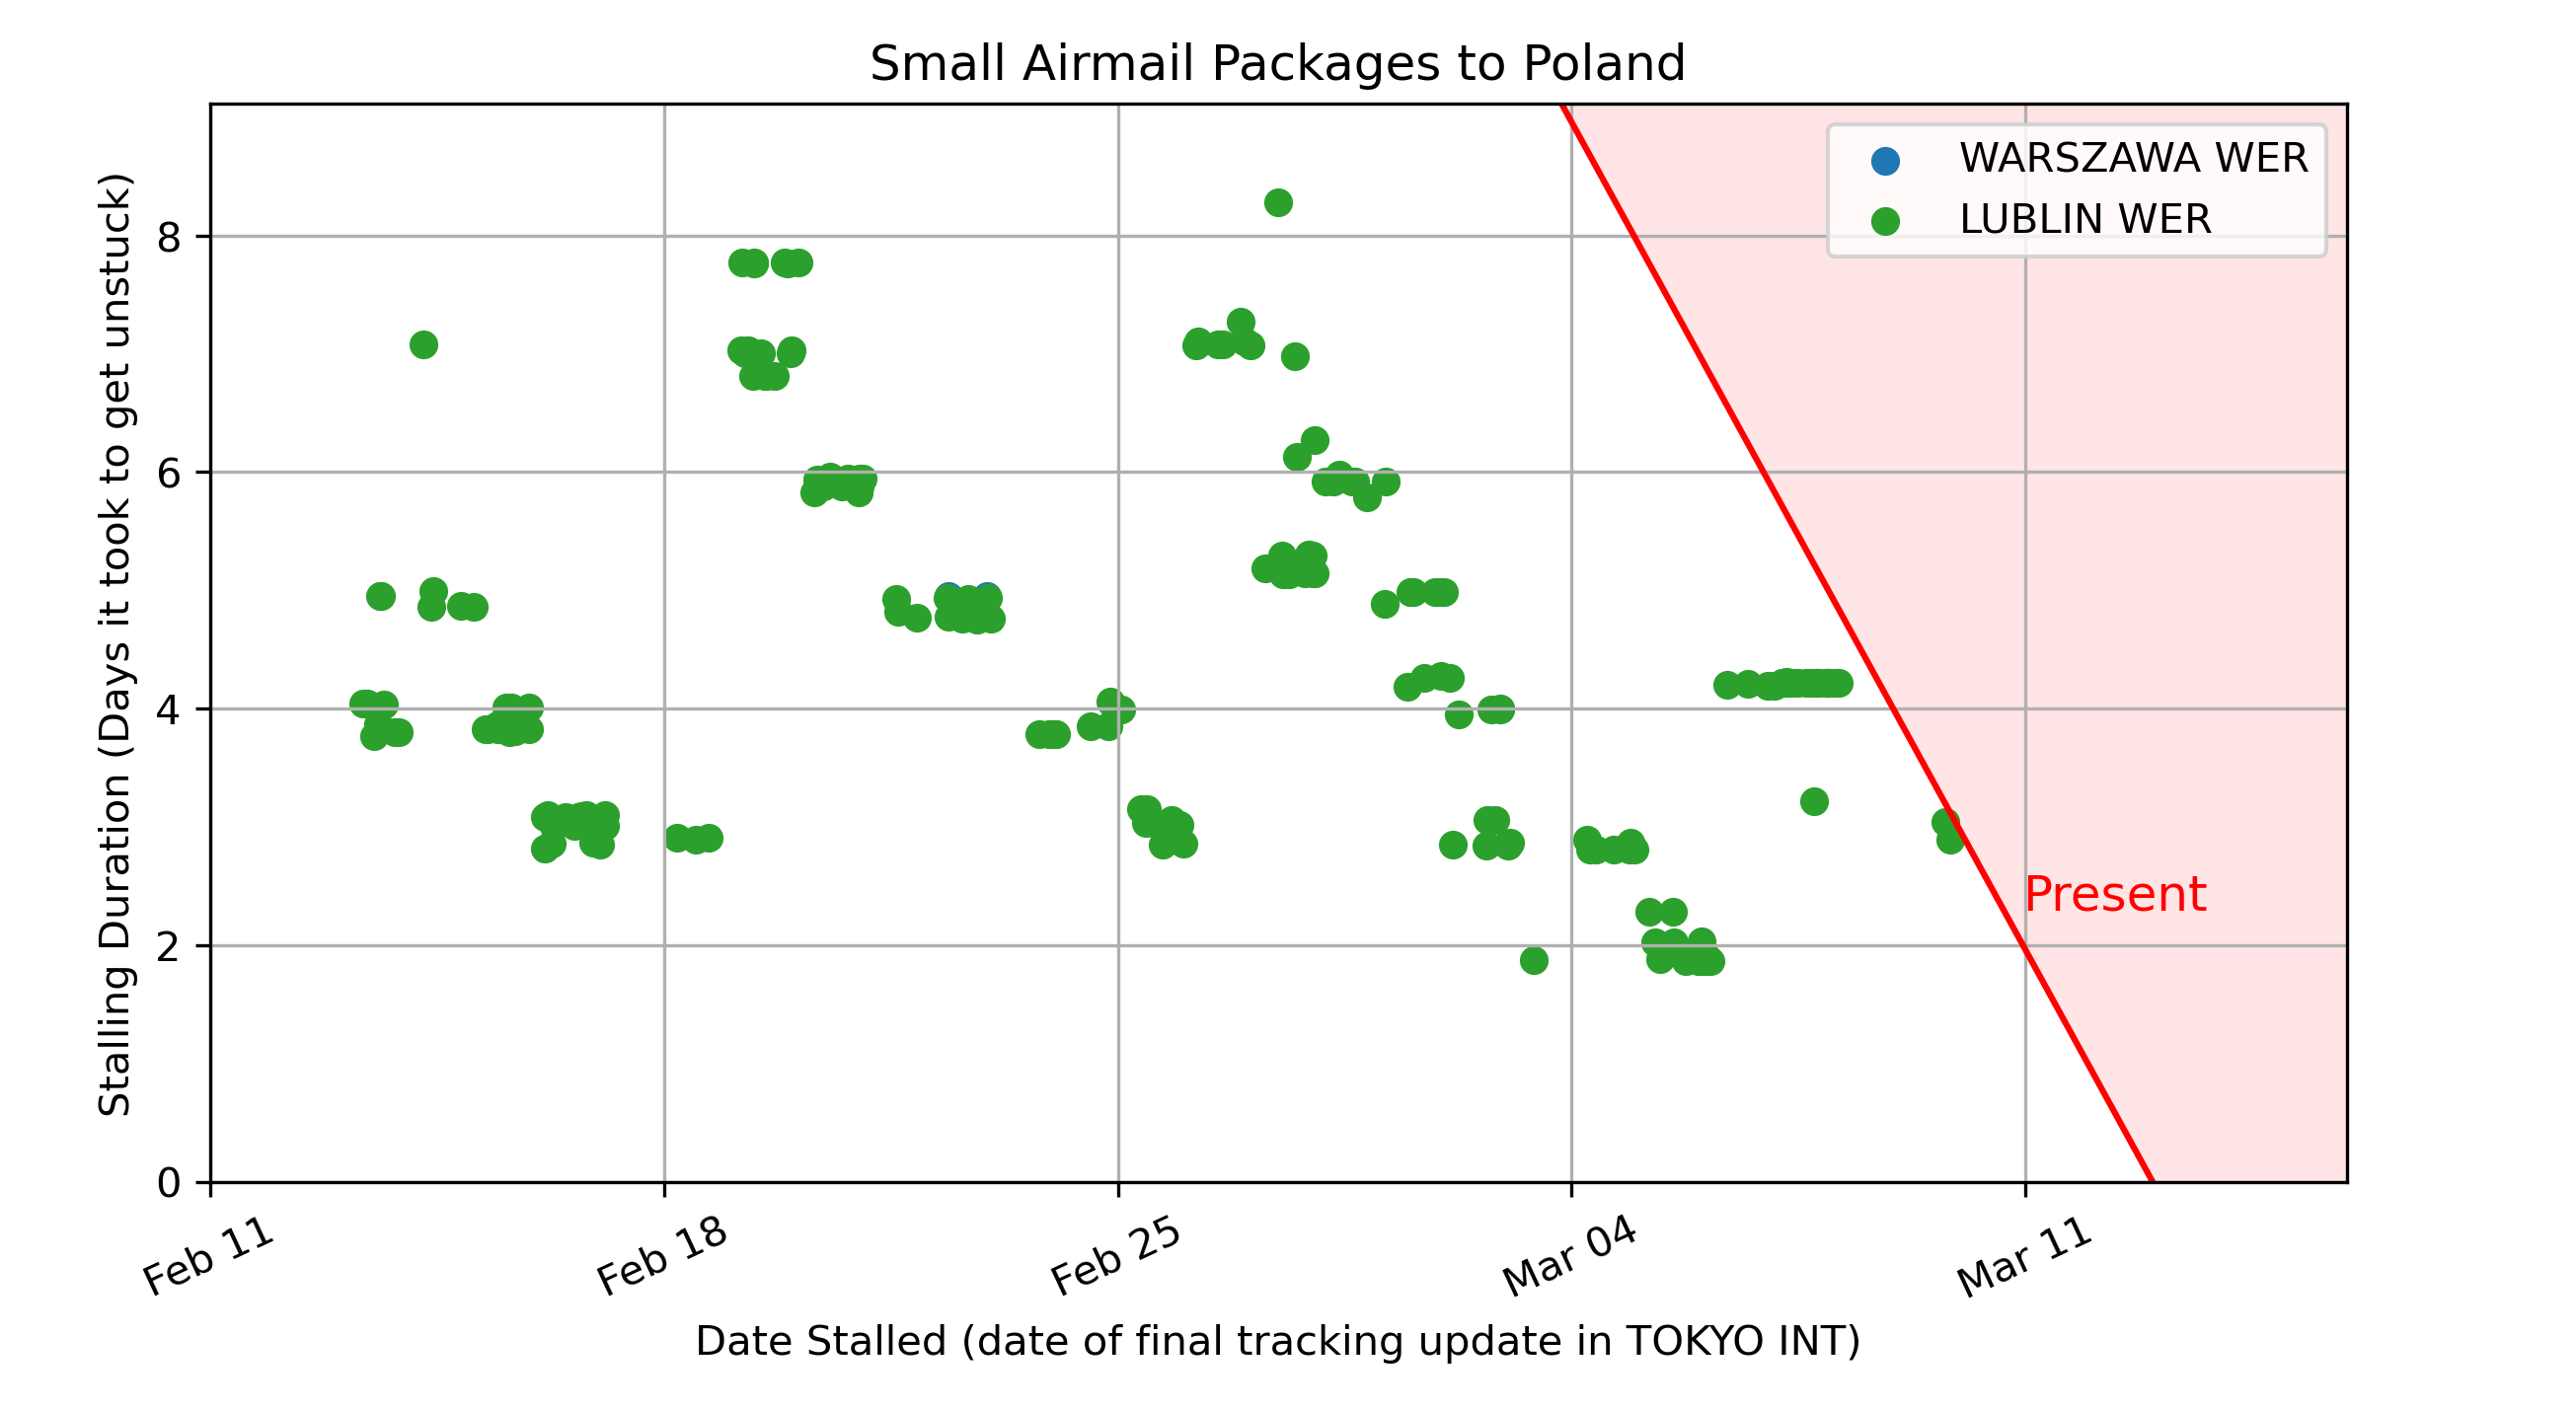 Small Airmail Packages to Poland
WARSZAWA WER
LUBLIN WER
Present
Stalling Duration (Days it took to get unstuck)
8
6
4
2
0
Feb 11
Feb 18
Feb 25
Mar 04
Mar 11
Date Stalled (date of final tracking update in TOKYO INT)